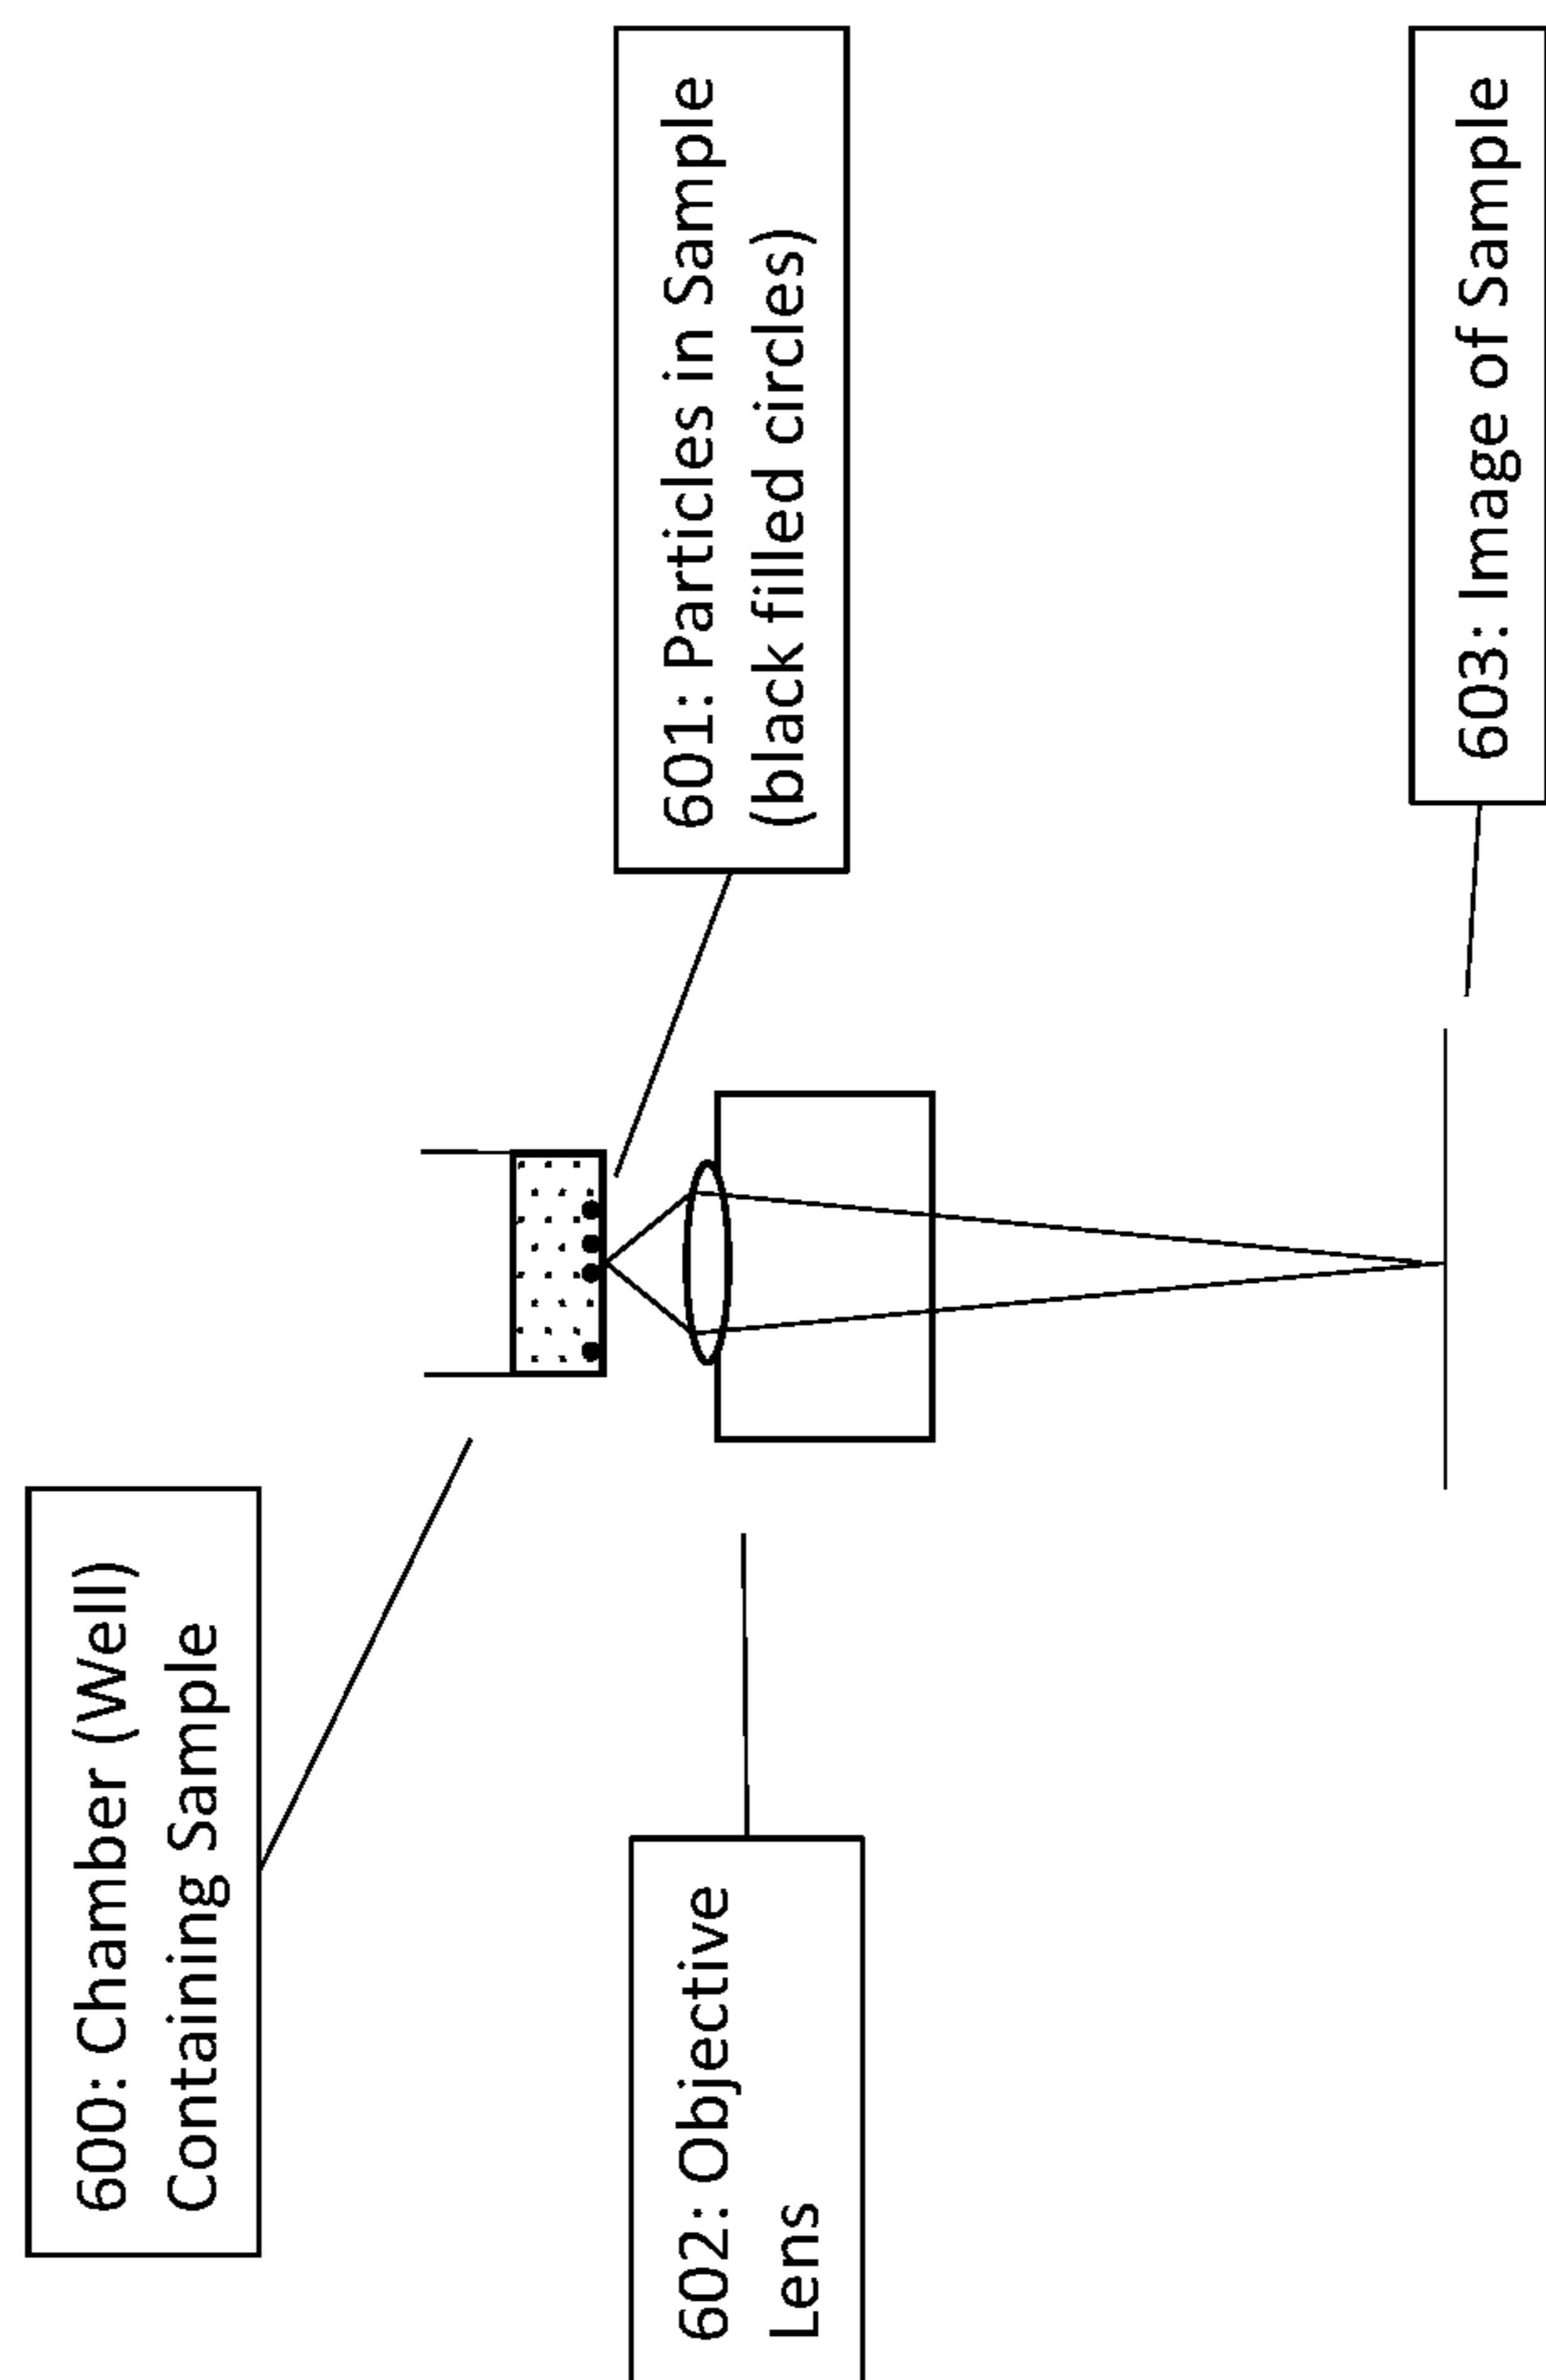 600: Chamber (Well)
Containing Sample
601: Particles in Sample
(black filled circles)
602: Objective
Lens
603: Image of Sample